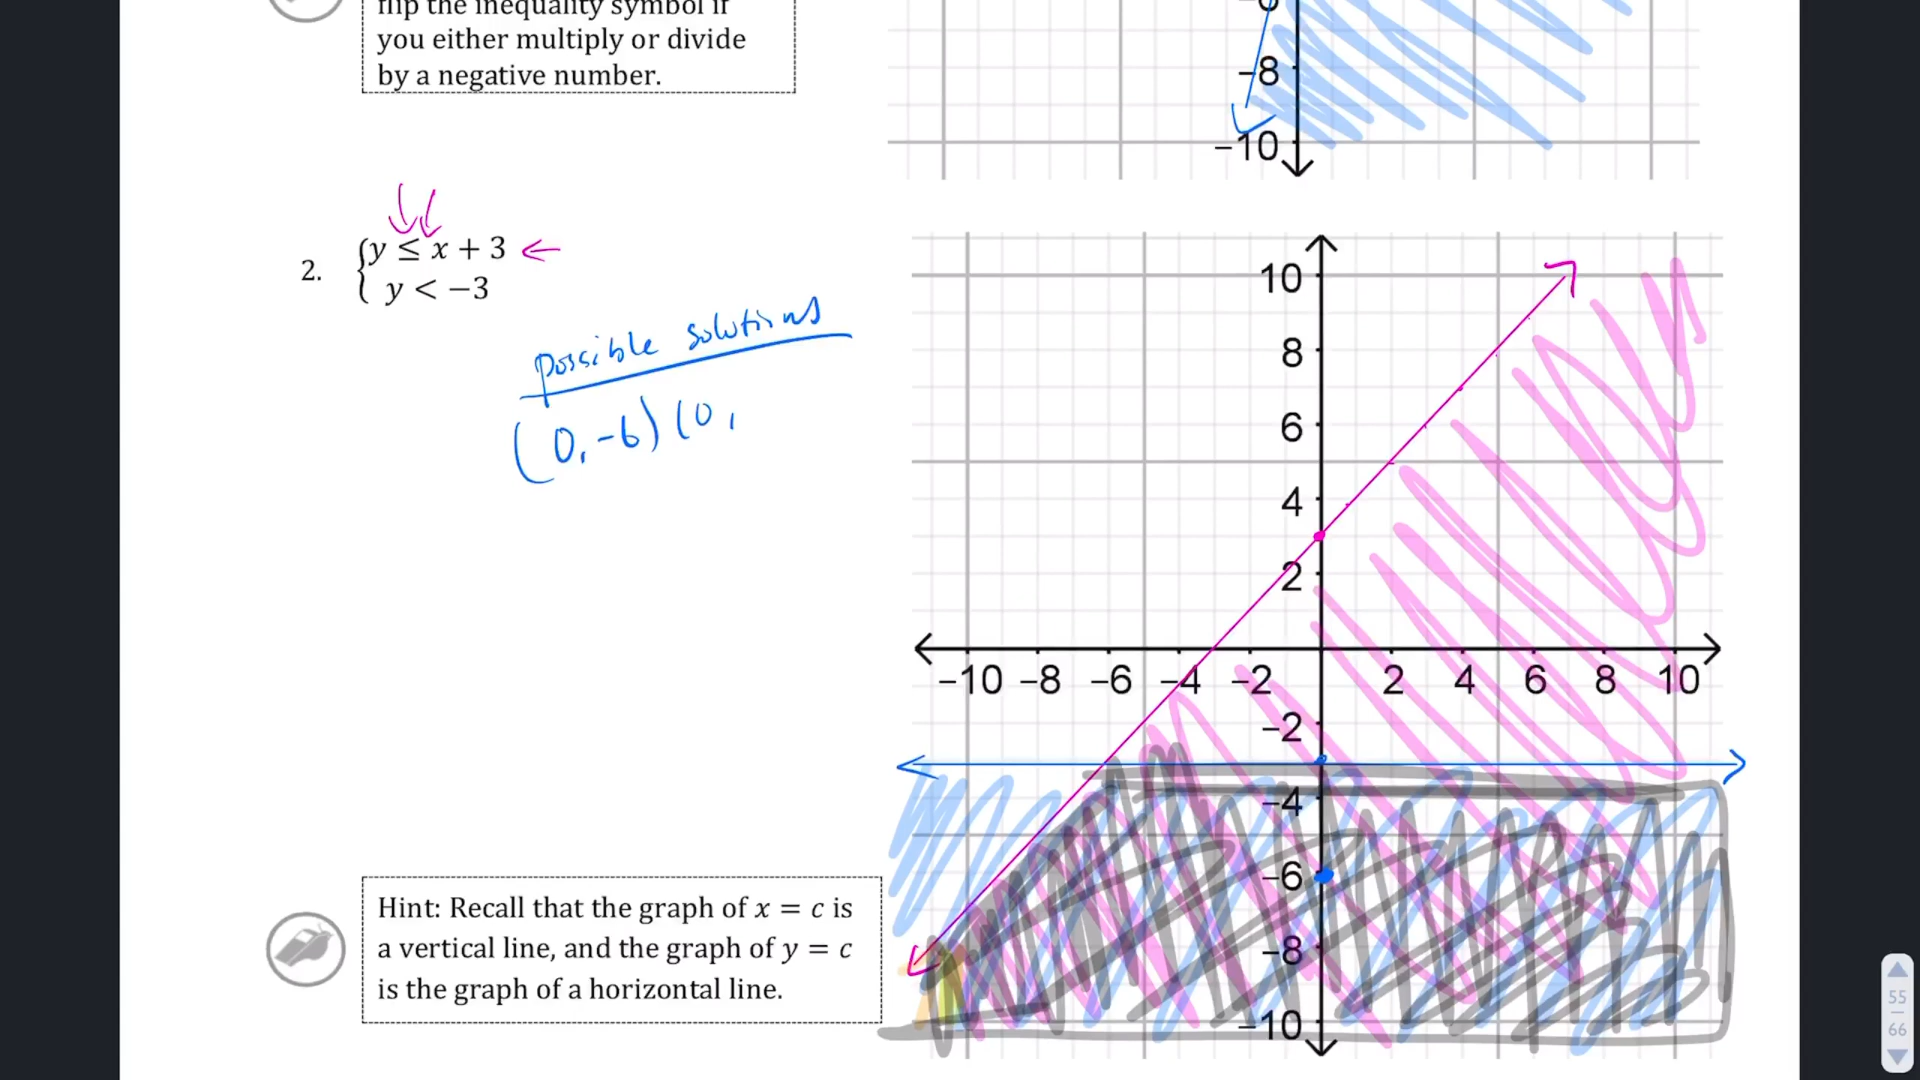 flip the inequality symbol if
you either multiply or divide
by a negative number.
-6
-8
-10
2.
y ≤ x + 3
y < −3
possible solutions
(0,-6) (0,
10
8
6
4
2
-10 -8 -6 -4 -2 2 4 6 8 10
-2
-4
-6
-8
-10
Hint: Recall that the graph of x = c is
a vertical line, and the graph of y = c
is the graph of a horizontal line.
55
66